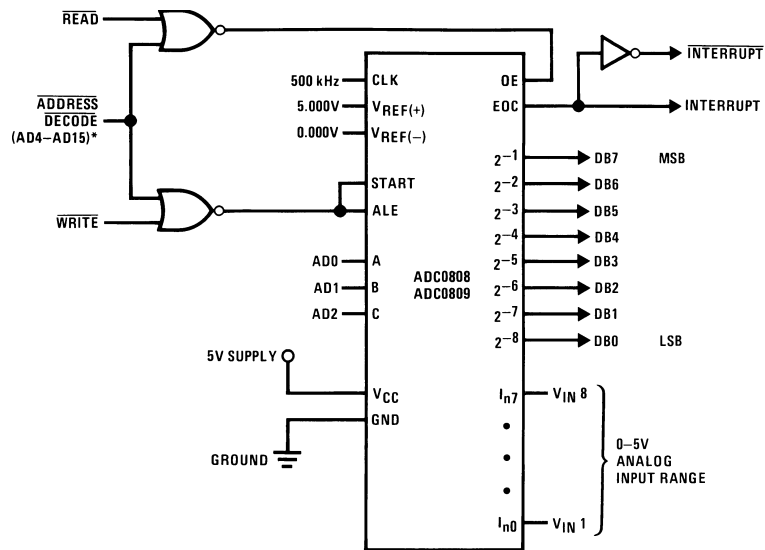 READ
ADDRESS
DECODE
(AD4–AD15)*
WRITE
500 kHz
5.000V
0.000V
AD0
AD1
AD2
5V SUPPLY
GROUND
CLK
VREF(+)
VREF(−)
START
ALE
A
B
C
VCC
GND
ADC0808
ADC0809
OE
EOC
2−1
2−2
2−3
2−4
2−5
2−6
2−7
2−8
In7
In0
INTERRUPT
INTERRUPT
DB7 MSB
DB6
DB5
DB4
DB3
DB2
DB1
DB0 LSB
VIN 8
0–5V
ANALOG
INPUT RANGE
VIN 1